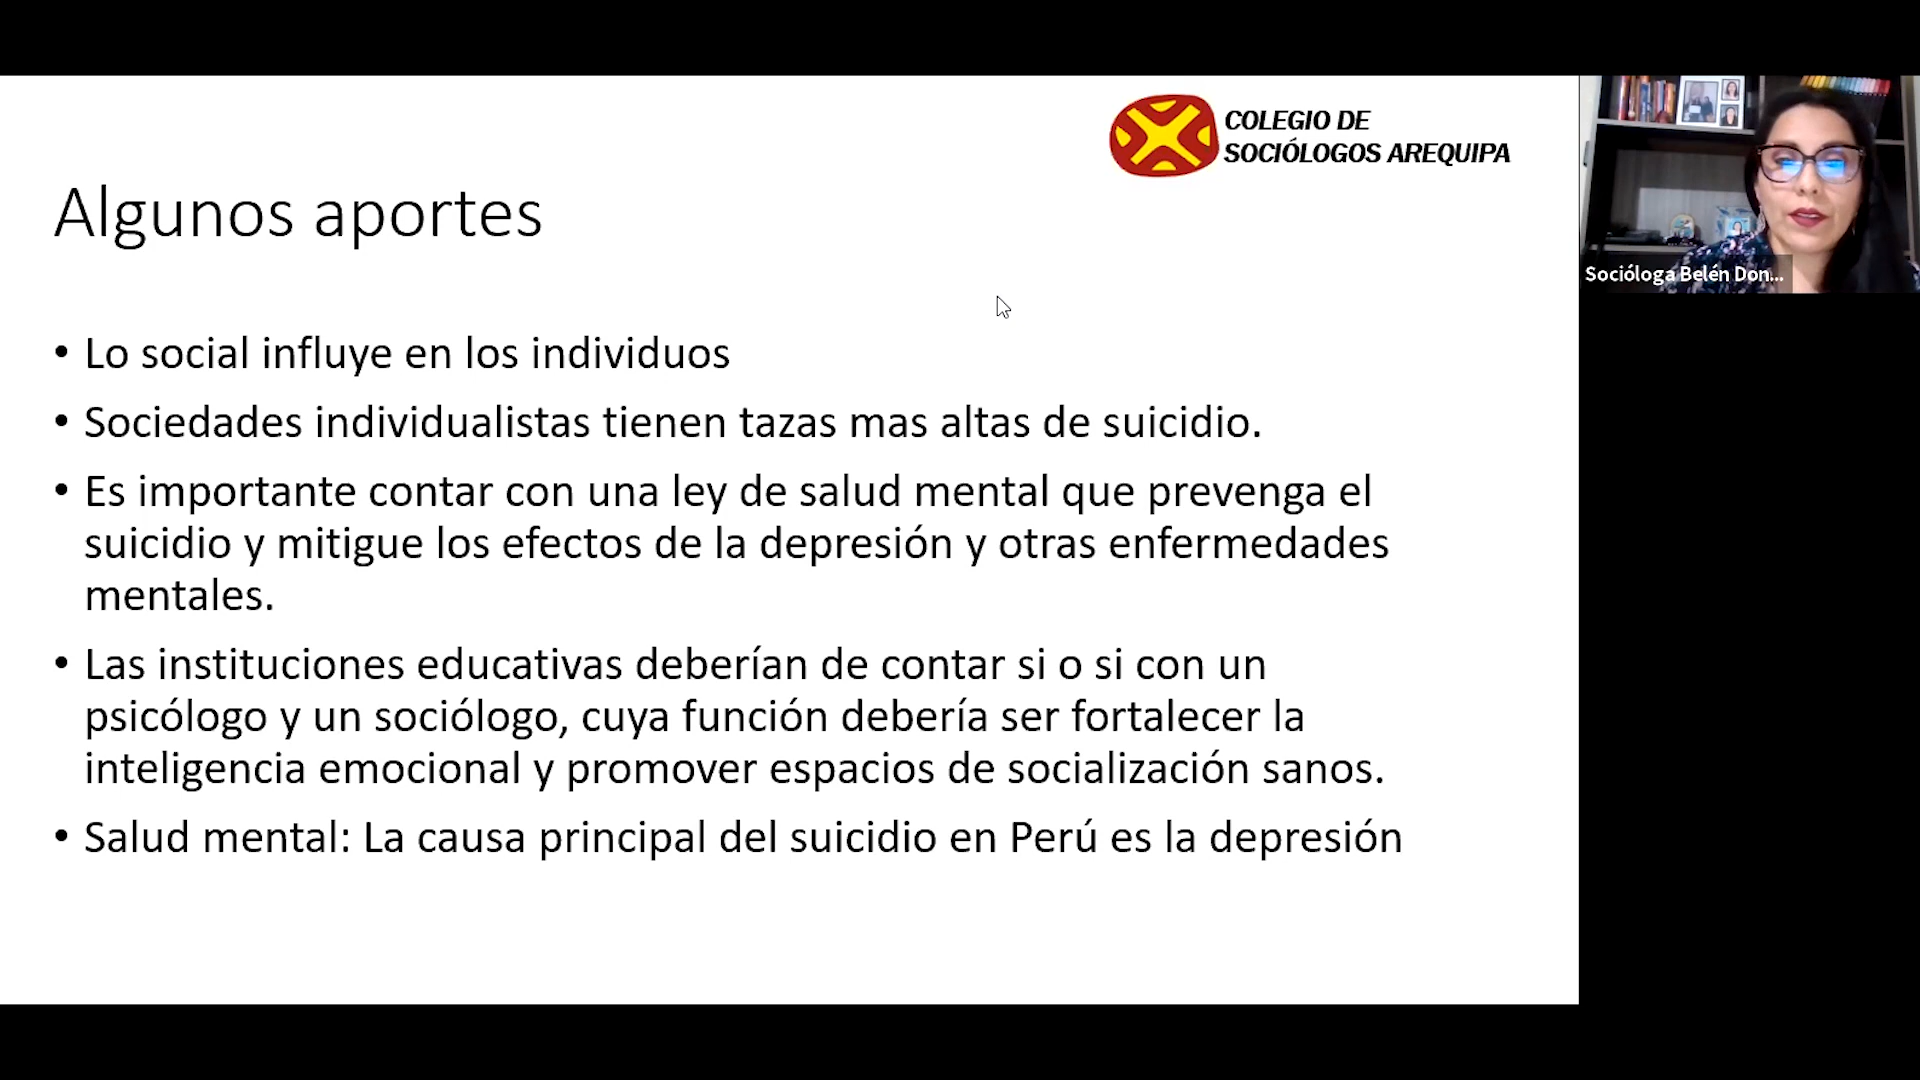 COLEGIO DE
SOCIÓLOGOS AREQUIPA
Algunos aportes
• Lo social influye en los individuos
• Sociedades individualistas tienen tazas mas altas de suicidio.
• Es importante contar con una ley de salud mental que prevenga el
suicidio y mitigue los efectos de la depresión y otras enfermedades
mentales.
• Las instituciones educativas deberían de contar si o si con un
psicólogo y un sociólogo, cuya función debería ser fortalecer la
inteligencia emocional y promover espacios de socialización sanos.
• Salud mental: La causa principal del suicidio en Perú es la depresión
Socióloga Belén Don...